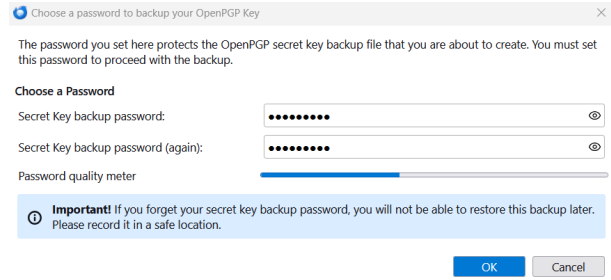 Choose a password to backup your OpenPGP Key
The password you set here protects the OpenPGP secret key backup file that you are about to create. You must set
this password to proceed with the backup.
Choose a Password
Secret Key backup password:
●●●●●●●●●
Secret Key backup password (again):
●●●●●●●●●
Password quality meter
Important! If you forget your secret key backup password, you will not be able to restore this backup later.
Please record it in a safe location.
OK Cancel